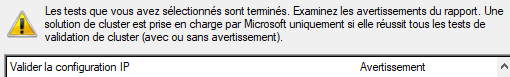 Les tests que vous avez sélectionnés sont terminés. Examinez les avertissements du rapport. Une
solution de cluster est prise en charge par Microsoft uniquement si elle réussit tous les tests de
validation de cluster (avec ou sans avertissement).
Valider la configuration IP Avertissement